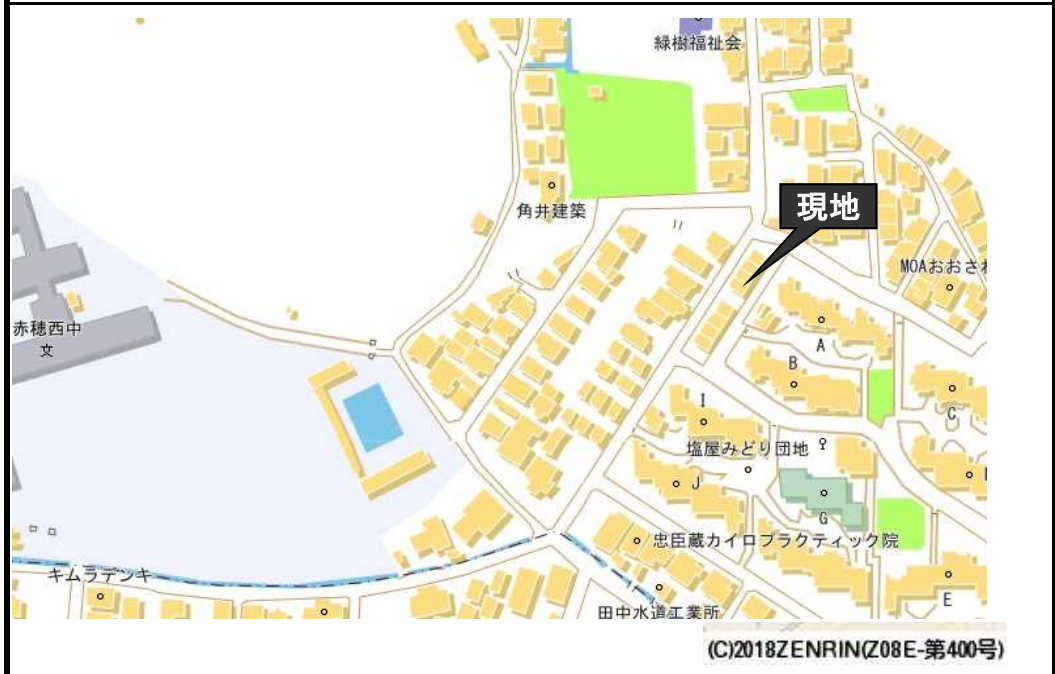 緑樹福祉会
角井建築
現地
MOAおおさわ
赤穂西中
文
A
B
C
I
塩屋みどり団地
J
G
忠臣蔵カイロプラクティック院
キムラデンキ
E
田中水道工業所
(C)2018ZENRIN(Z08E-第400号)